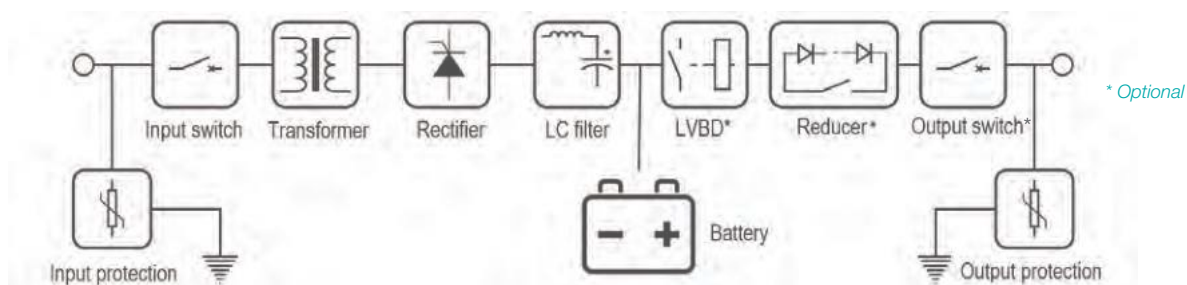 * Optional
Input switch
Transformer
Rectifier
LC filter
LVBD*
Reducer*
Output switch*
Battery
Input protection
Output protection